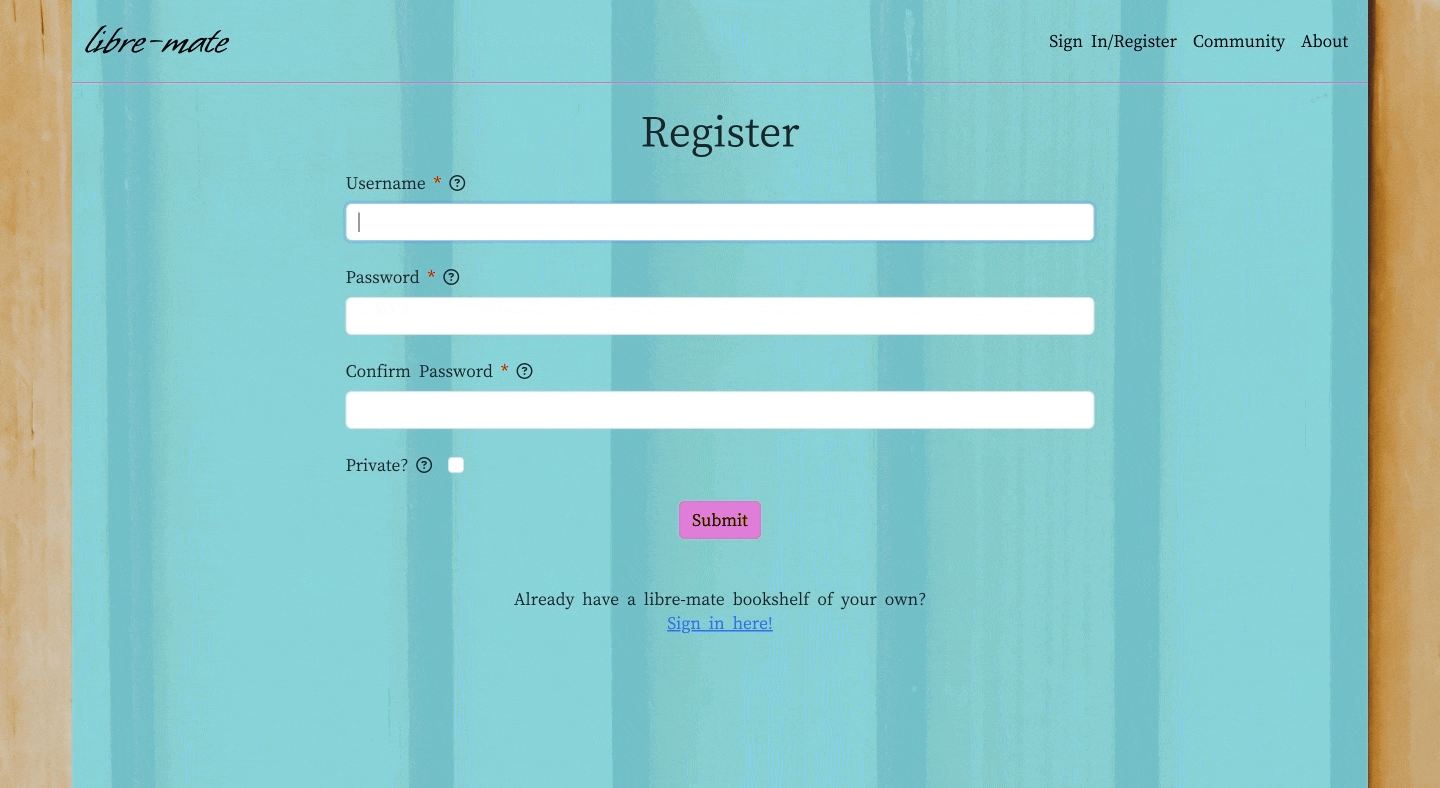 libre-mate
Sign In/Register Community About
Register
Username * ?
Password * ?
Confirm Password * ?
Private? ?
Submit
Already have a libre-mate bookshelf of your own?
Sign in here!